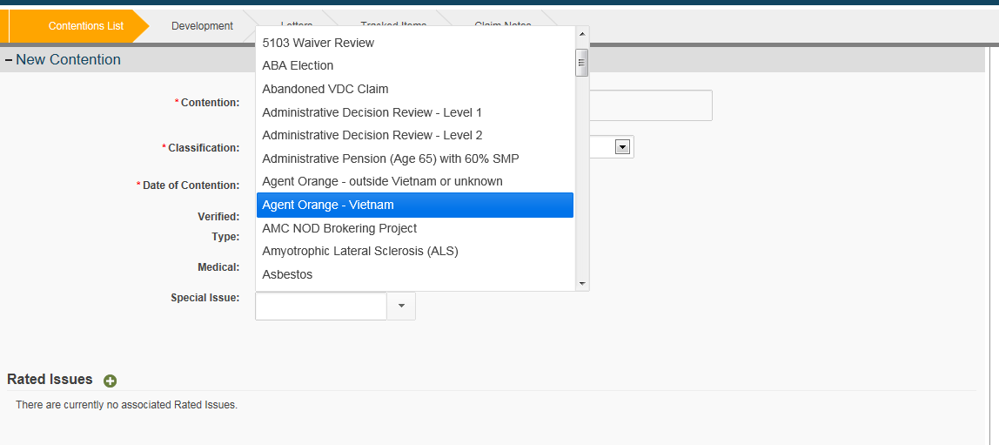 Contentions List
Development
Letters
Tracked Items
Claim Notes
– New Contention
* Contention:
* Classification:
* Date of Contention:
Verified:
Type:
Medical:
Special Issue:
5103 Waiver Review
ABA Election
Abandoned VDC Claim
Administrative Decision Review - Level 1
Administrative Decision Review - Level 2
Administrative Pension (Age 65) with 60% SMP
Agent Orange - outside Vietnam or unknown
Agent Orange - Vietnam
AMC NOD Brokering Project
Amyotrophic Lateral Sclerosis (ALS)
Asbestos
Rated Issues
There are currently no associated Rated Issues.